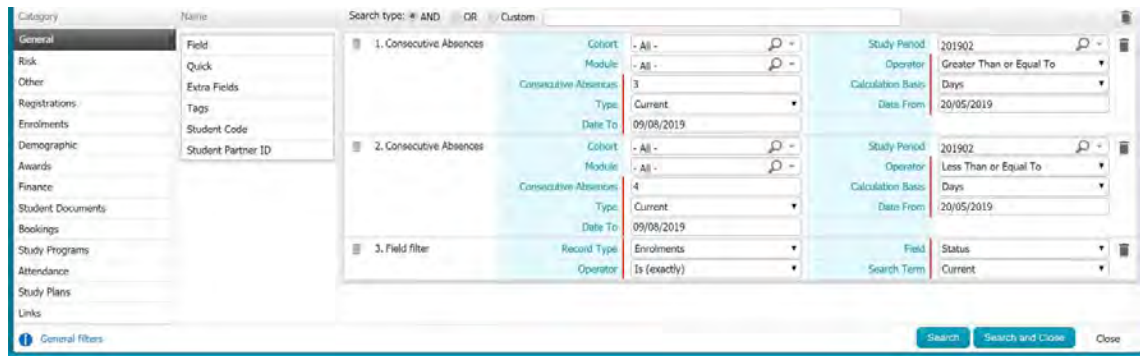 Category Name Search type: AND OR Custom
General
Risk
Other
Registrations
Enrolments
Demographic
Awards
Finance
Student Documents
Bookings
Study Programs
Attendance
Study Plans
Links
Field
Quick
Extra Fields
Tags
Student Code
Student Partner ID
1. Consecutive Absences Cohort - All - Study Period 201902
Module - All - Operator Greater Than or Equal To
Consecutive Absences 3 Calculation Basis Days
Type Current Date From 20/05/2019
Date To 09/08/2019
2. Consecutive Absences Cohort - All - Study Period 201902
Module - All - Operator Less Than or Equal To
Consecutive Absences 4 Calculation Basis Days
Type Current Date From 20/05/2019
Date To 09/08/2019
3. Field filter Record Type Enrolments Field Status
Operator Is (exactly) Search Term Current
General filters Search Search and Close Close